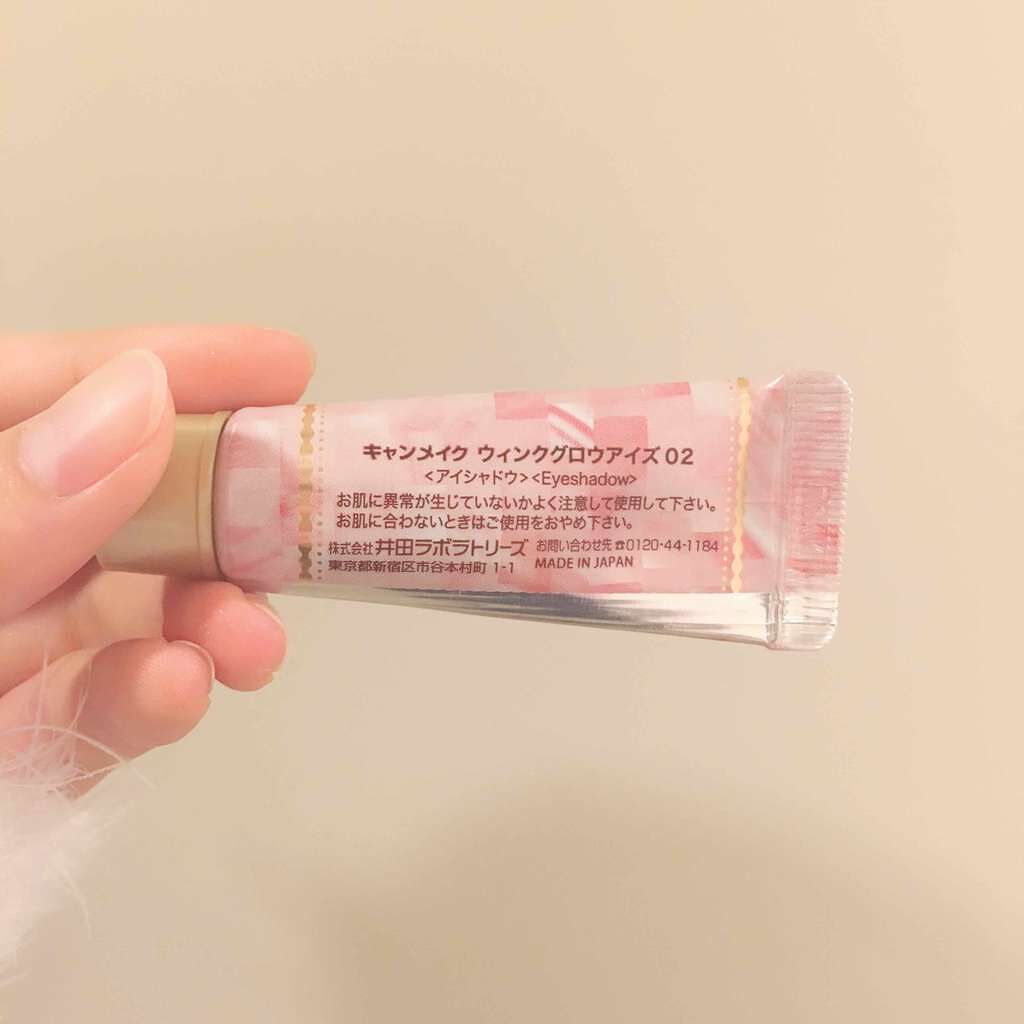 キャンメイク ウィンクグロウアイズ 02
<アイシャドウ><Eyeshadow>
お肌に異常が生じていないかよく注意して使用して下さい。
お肌に合わないときはご使用をおやめ下さい。
株式会社 井田ラボラトリーズ お問い合わせ先 ☎0120-44-1184
東京都新宿区市谷本村町 1-1 MADE IN JAPAN